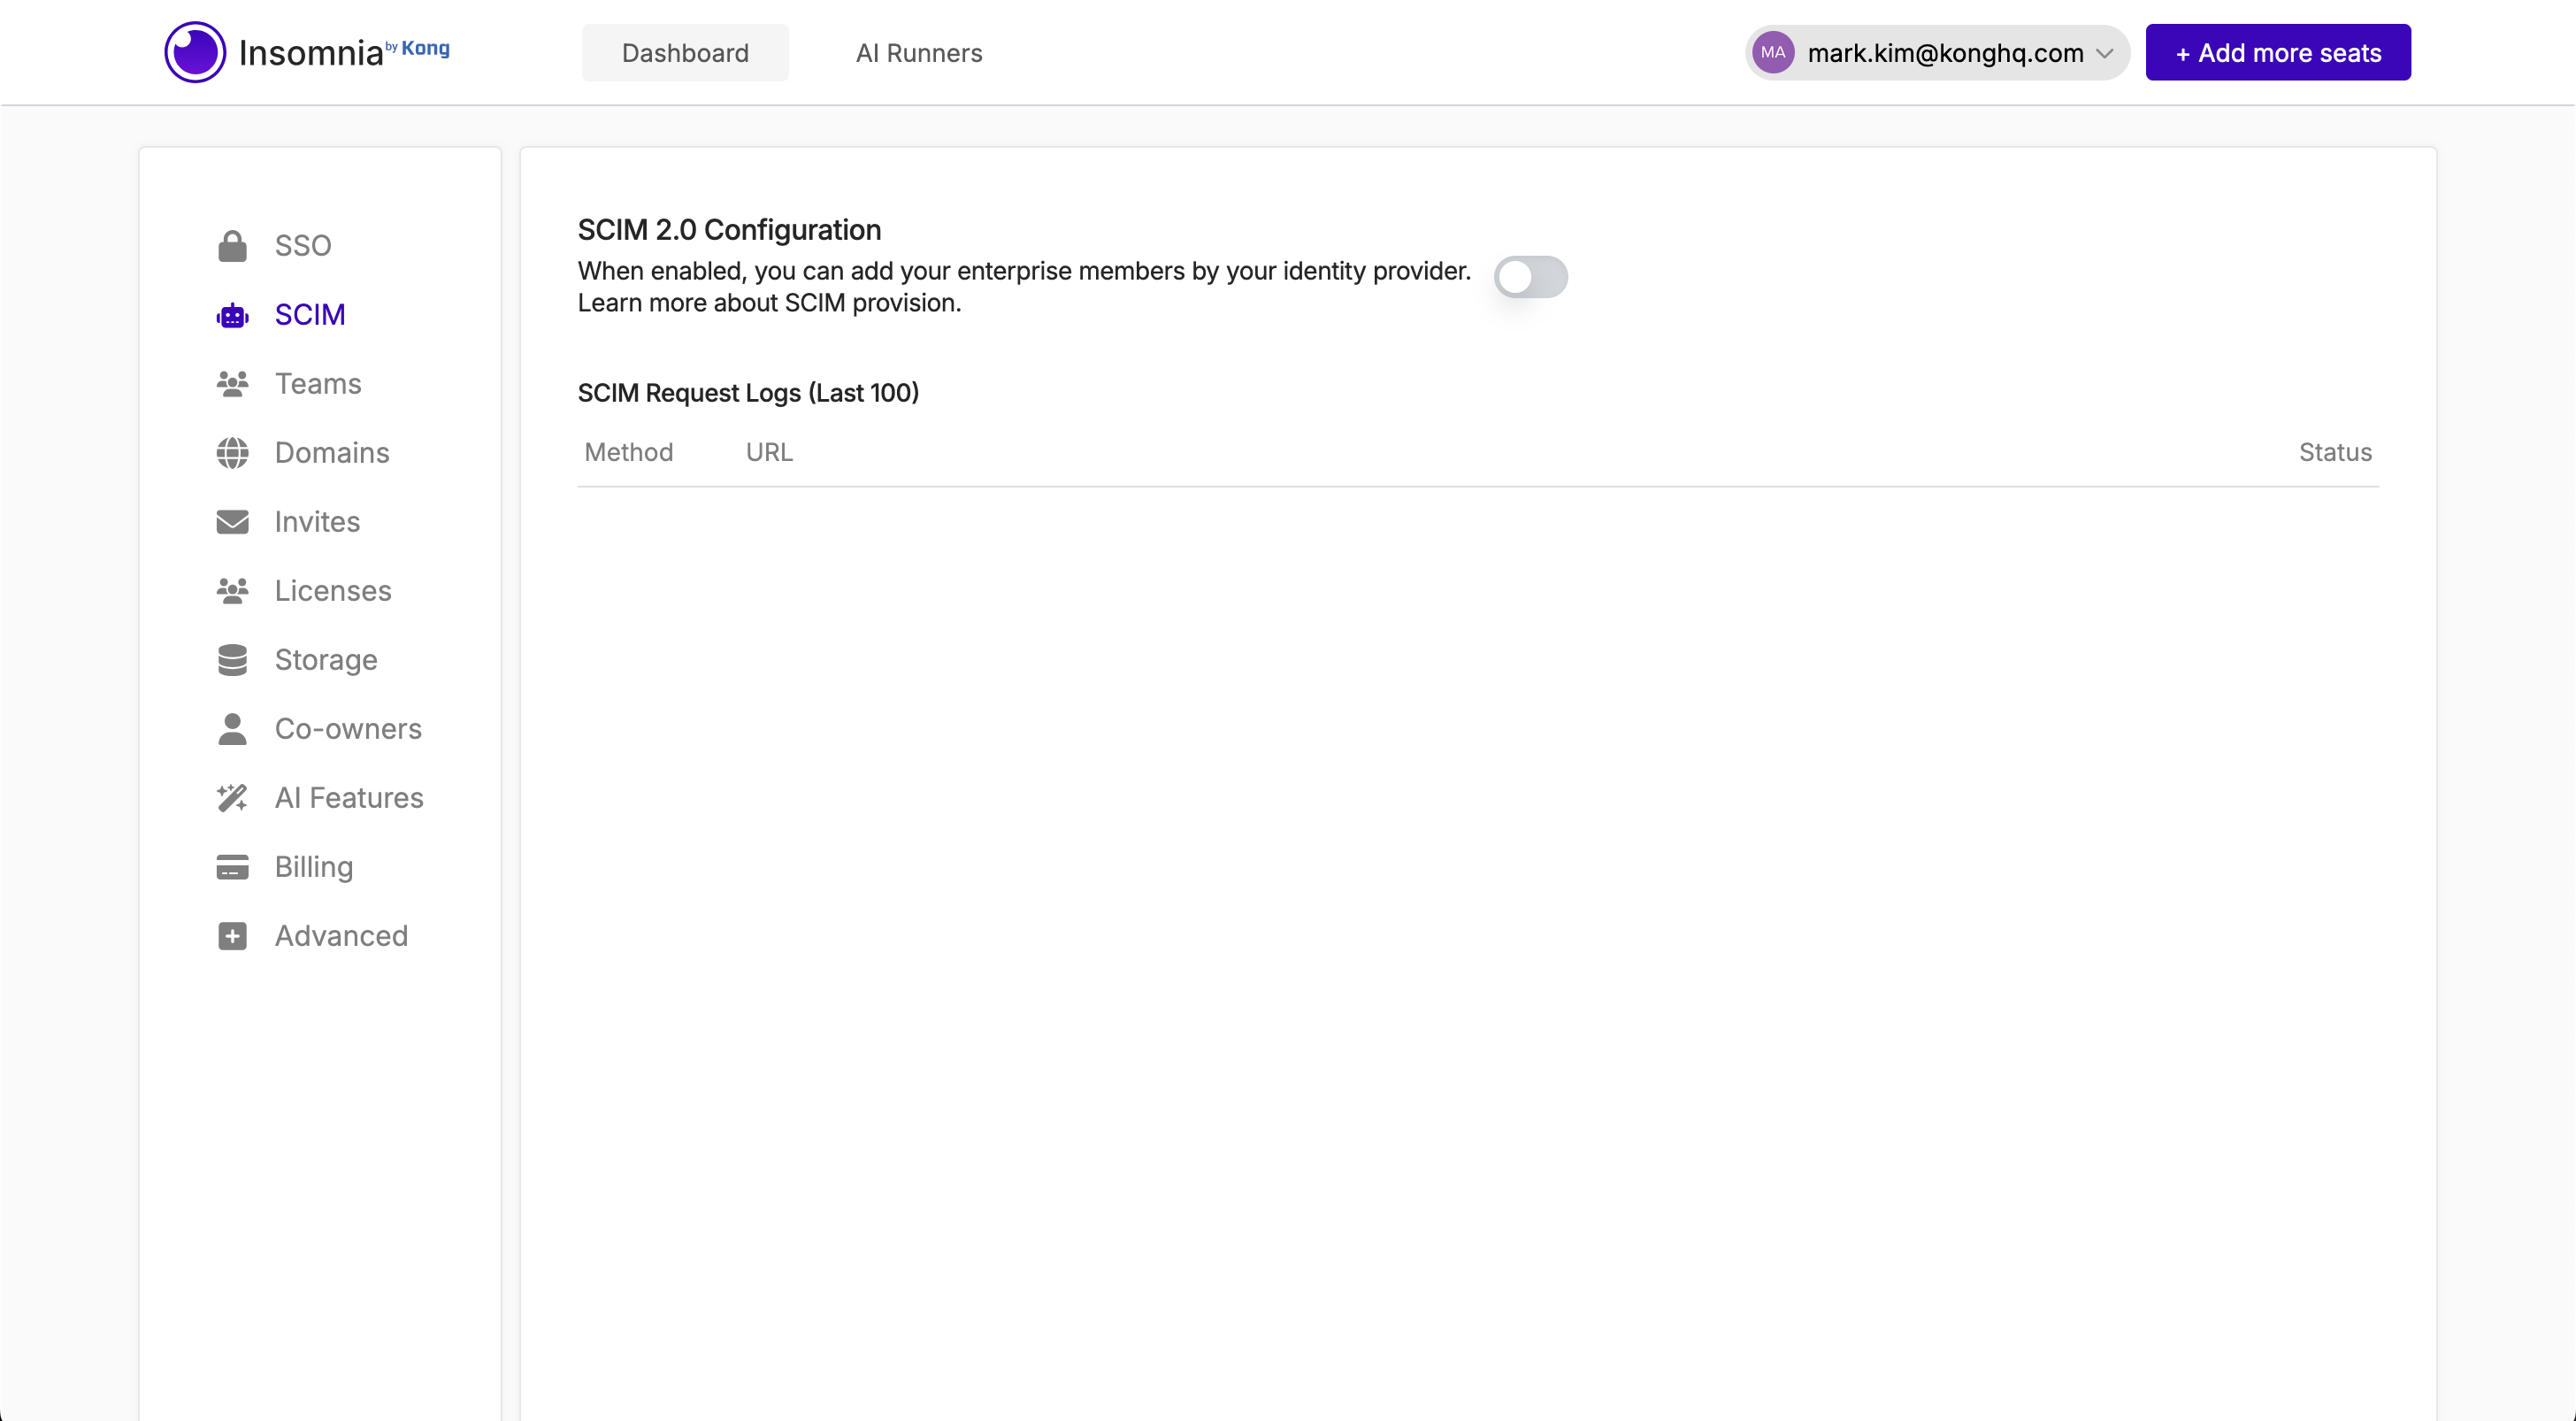 Insomnia by Kong
Dashboard
AI Runners
MA
mark.kim@konghq.com
+ Add more seats
SSO
SCIM
Teams
Domains
Invites
Licenses
Storage
Co-owners
AI Features
Billing
Advanced
SCIM 2.0 Configuration
When enabled, you can add your enterprise members by your identity provider.
Learn more about SCIM provision.
SCIM Request Logs (Last 100)
Method URL Status